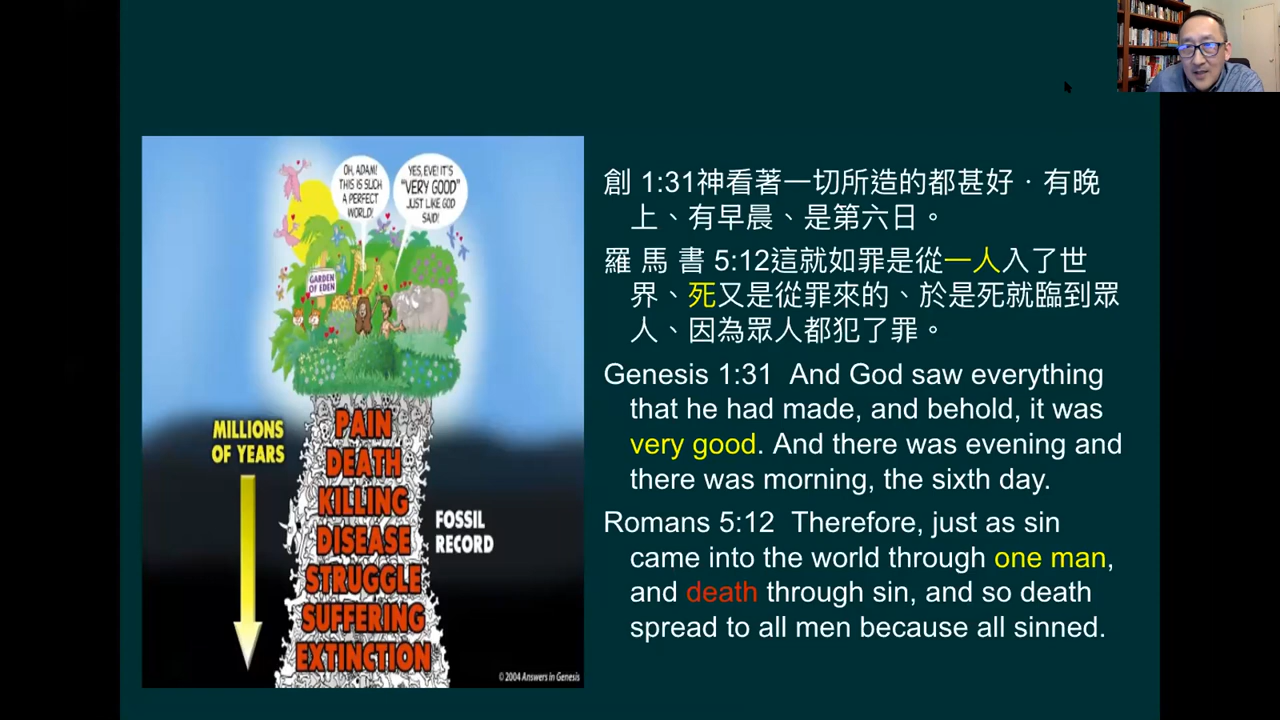 OH, ADAM!
THIS IS SUCH
A PERFECT
WORLD!
YES, EVE! IT'S
"VERY GOOD"
JUST LIKE GOD
SAID!
GARDEN
OF EDEN
MILLIONS
OF YEARS
PAIN
DEATH
KILLING
DISEASE
STRUGGLE
SUFFERING
EXTINCTION
FOSSIL
RECORD
© 2004 Answers in Genesis
創 1:31神看著一切所造的都甚好．有晚
上、有早晨、是第六日。
羅 馬 書 5:12這就如罪是從一人入了世
界、死又是從罪來的、於是死就臨到眾
人、因為眾人都犯了罪。
Genesis 1:31  And God saw everything
that he had made, and behold, it was
very good. And there was evening and
there was morning, the sixth day.
Romans 5:12  Therefore, just as sin
came into the world through one man,
and death through sin, and so death
spread to all men because all sinned.